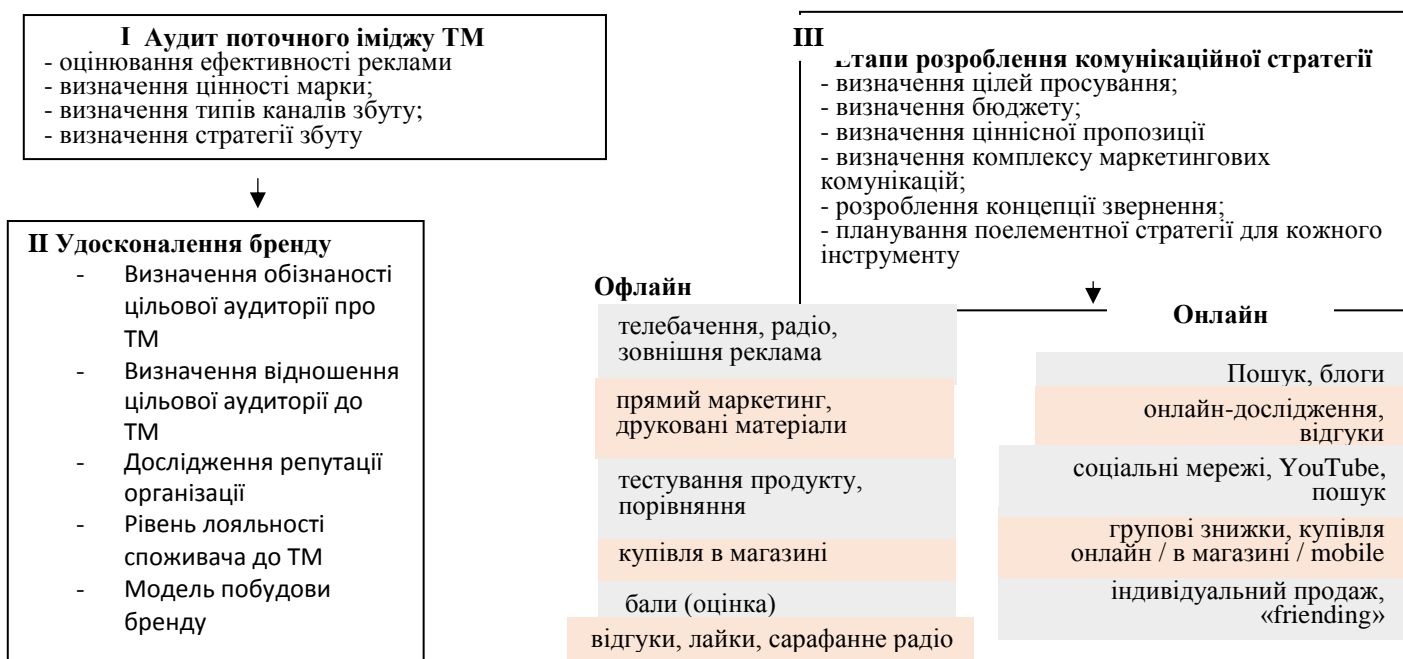 I Аудит поточного іміджу ТМ
- оцінювання ефективності реклами
- визначення цінності марки;
- визначення типів каналів збуту;
- визначення стратегії збуту
II Удосконалення бренду
- Визначення обізнаності
цільової аудиторії про
ТМ
- Визначення відношення
цільової аудиторії до
ТМ
- Дослідження репутації
організації
- Рівень лояльності
споживача до ТМ
- Модель побудови
бренду
III
Етапи розроблення комунікаційної стратегії
- визначення цілей просування;
- визначення бюджету;
- визначення ціннісної пропозиції
- визначення комплексу маркетингових
комунікацій;
- розроблення концепції звернення;
- планування поелементної стратегії для кожного
інструменту
Офлайн
телебачення, радіо,
зовнішня реклама
прямий маркетинг,
друковані матеріали
тестування продукту,
порівняння
купівля в магазині
бали (оцінка)
відгуки, лайки, сарафанне радіо
Онлайн
Пошук, блоги
онлайн-дослідження,
відгуки
соціальні мережі, YouTube,
пошук
групові знижки, купівля
онлайн / в магазині / mobile
індивідуальний продаж,
«friending»